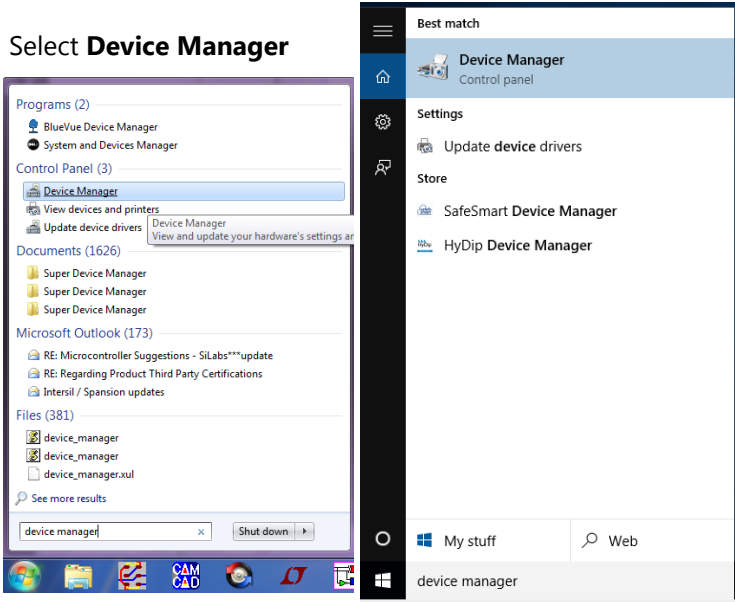 Select Device Manager
Programs (2)
BlueVue Device Manager
System and Devices Manager
Control Panel (3)
Device Manager
View devices and printers
Update device drivers
Device Manager
View and update your hardware's settings ar
Documents (1626)
Super Device Manager
Super Device Manager
Super Device Manager
Microsoft Outlook (173)
RE: Microcontroller Suggestions - SiLabs***update
RE: Regarding Product Third Party Certifications
Intersil / Spansion updates
Files (381)
device_manager
device_manager
device_manager.xul
See more results
device manager
Shut down
CAM
CAD
Best match
Device Manager
Control panel
Settings
Update device drivers
Store
SafeSmart Device Manager
HyDip
HyDip Device Manager
My stuff
Web
device manager